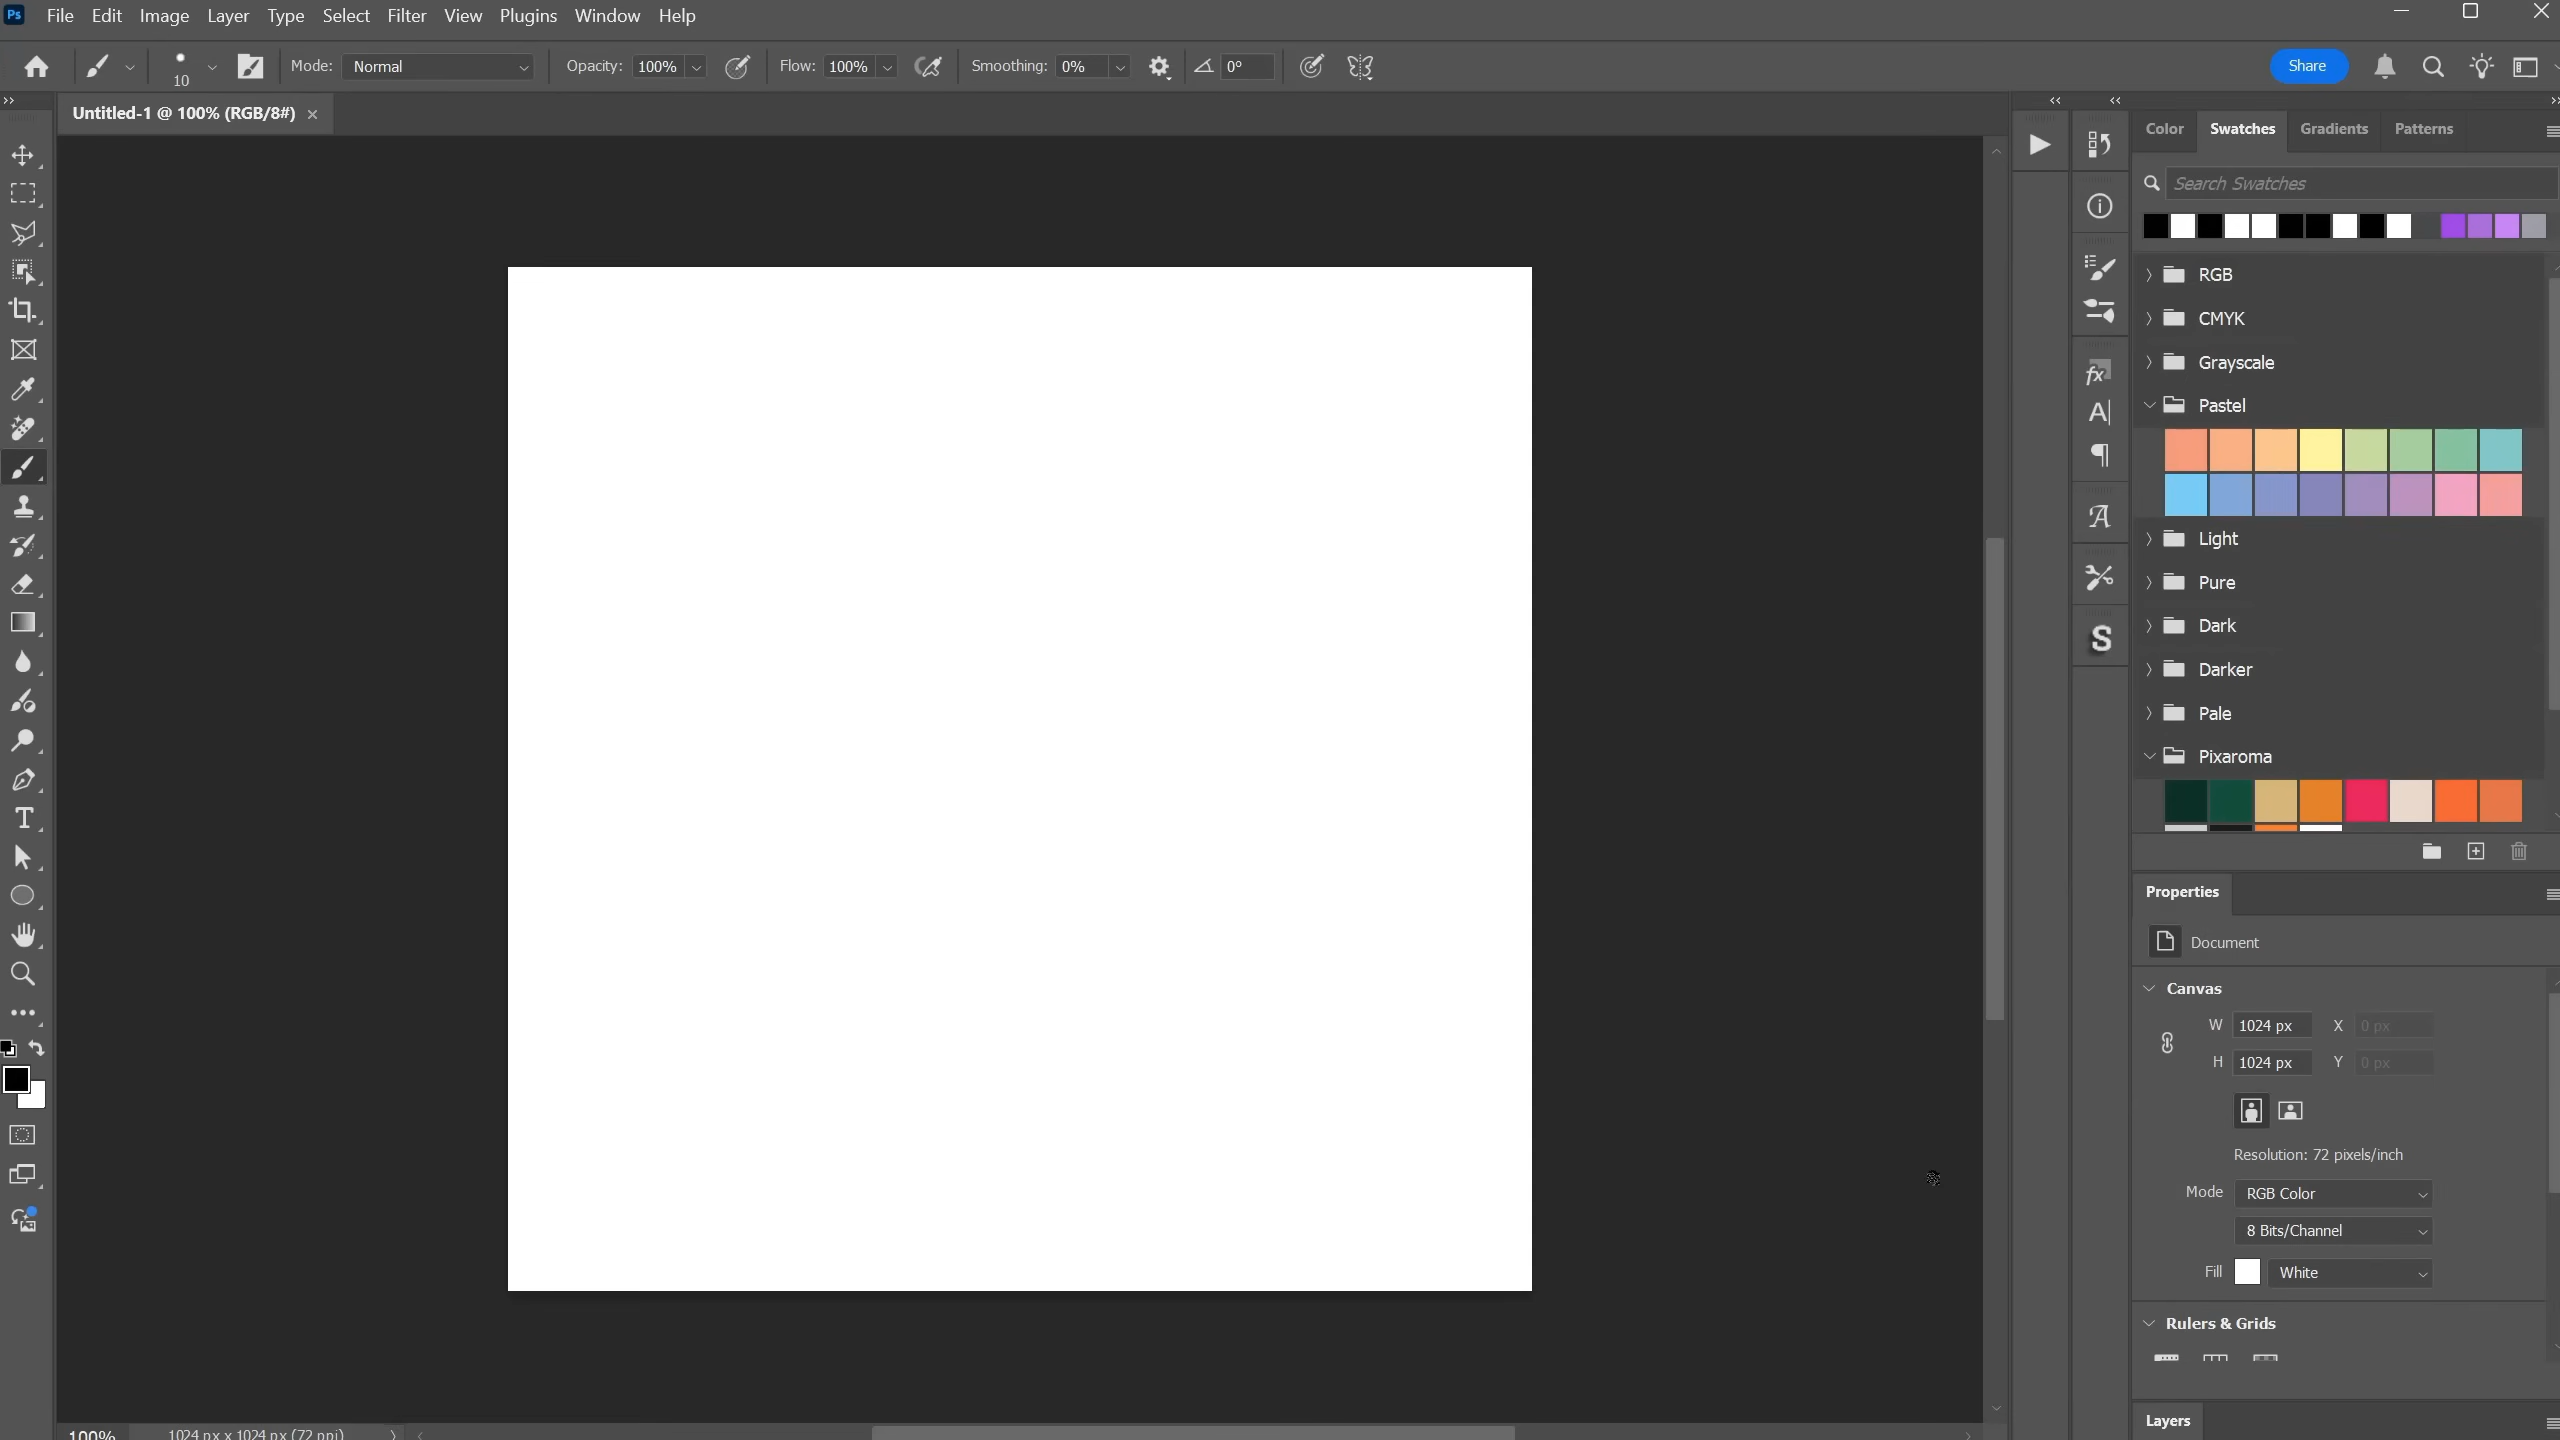 Ps File Edit Image Layer Type Select Filter View Plugins Window Help
10 Mode: Normal Opacity: 100% Flow: 100% Smoothing: 0% 0° Share
Untitled-1 @ 100% (RGB/8#)
Color Swatches Gradients Patterns
Search Swatches
RGB
CMYK
Grayscale
Pastel
Light
Pure
Dark
Darker
Pale
Pixaroma
Properties
Document
Canvas
W 1024 px X 0 px
H 1024 px Y 0 px
Resolution: 72 pixels/inch
Mode RGB Color
8 Bits/Channel
Fill White
Rulers & Grids
Layers
100% 1024 px x 1024 px (72 ppi)